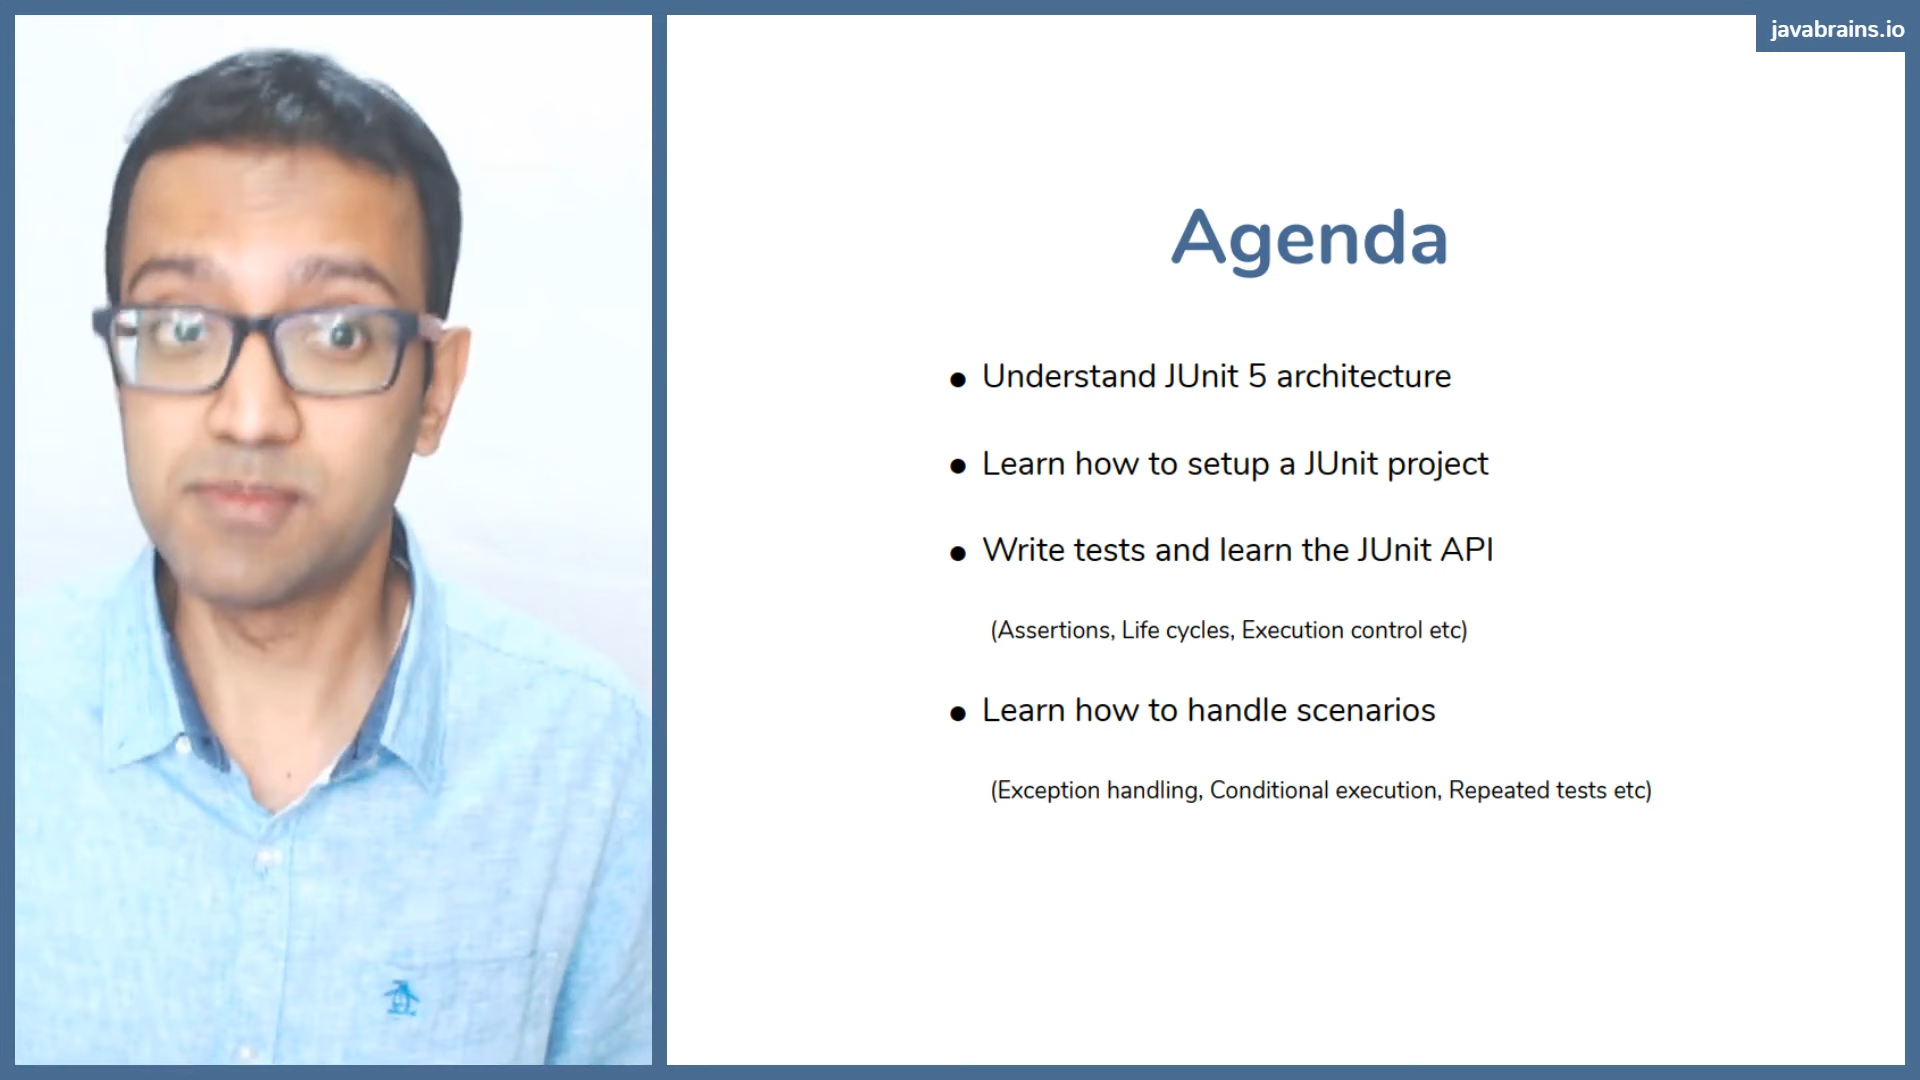 javabrains.io
Agenda
● Understand JUnit 5 architecture
● Learn how to setup a JUnit project
● Write tests and learn the JUnit API
(Assertions, Life cycles, Execution control etc)
● Learn how to handle scenarios
(Exception handling, Conditional execution, Repeated tests etc)